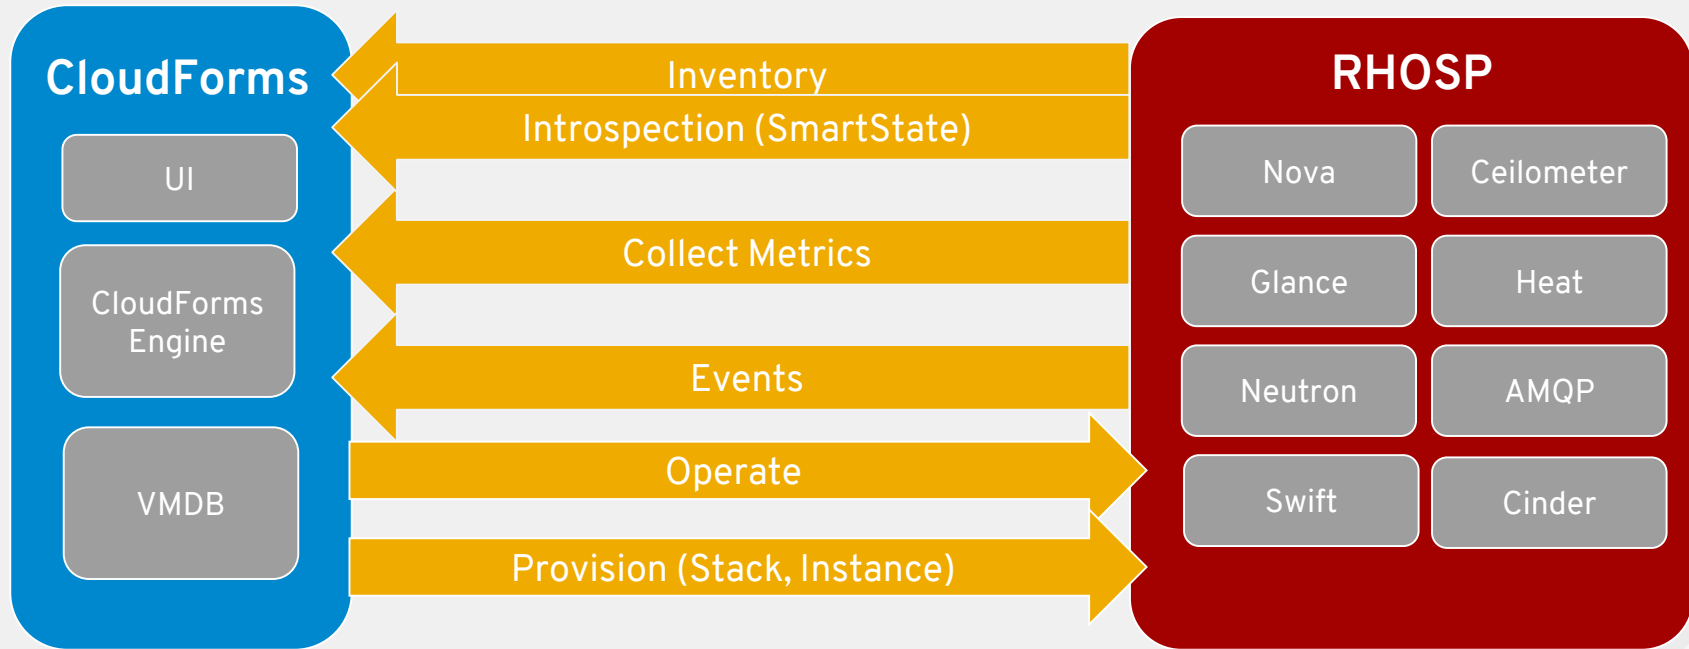 CloudForms
UI
CloudForms
Engine
VMDB
Inventory
Introspection (SmartState)
Collect Metrics
Events
Operate
Provision (Stack, Instance)
RHOSP
Nova
Ceilometer
Glance
Heat
Neutron
AMQP
Swift
Cinder